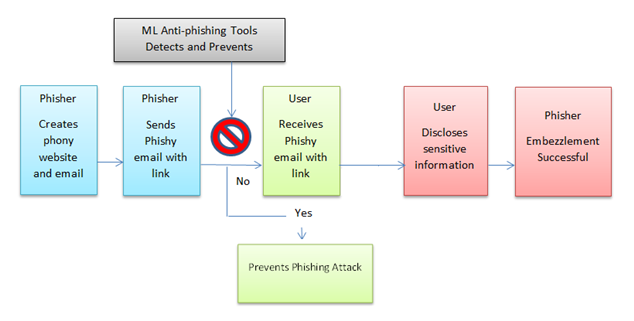 ML Anti-phishing Tools
Detects and Prevents
Phisher
Creates
phony
website
and email
Phisher
Sends
Phishy
email with
link
No
Yes
User
Receives
Phishy
email with
link
User
Discloses
sensitive
information
Phisher
Embezzlement
Successful
Prevents Phishing Attack